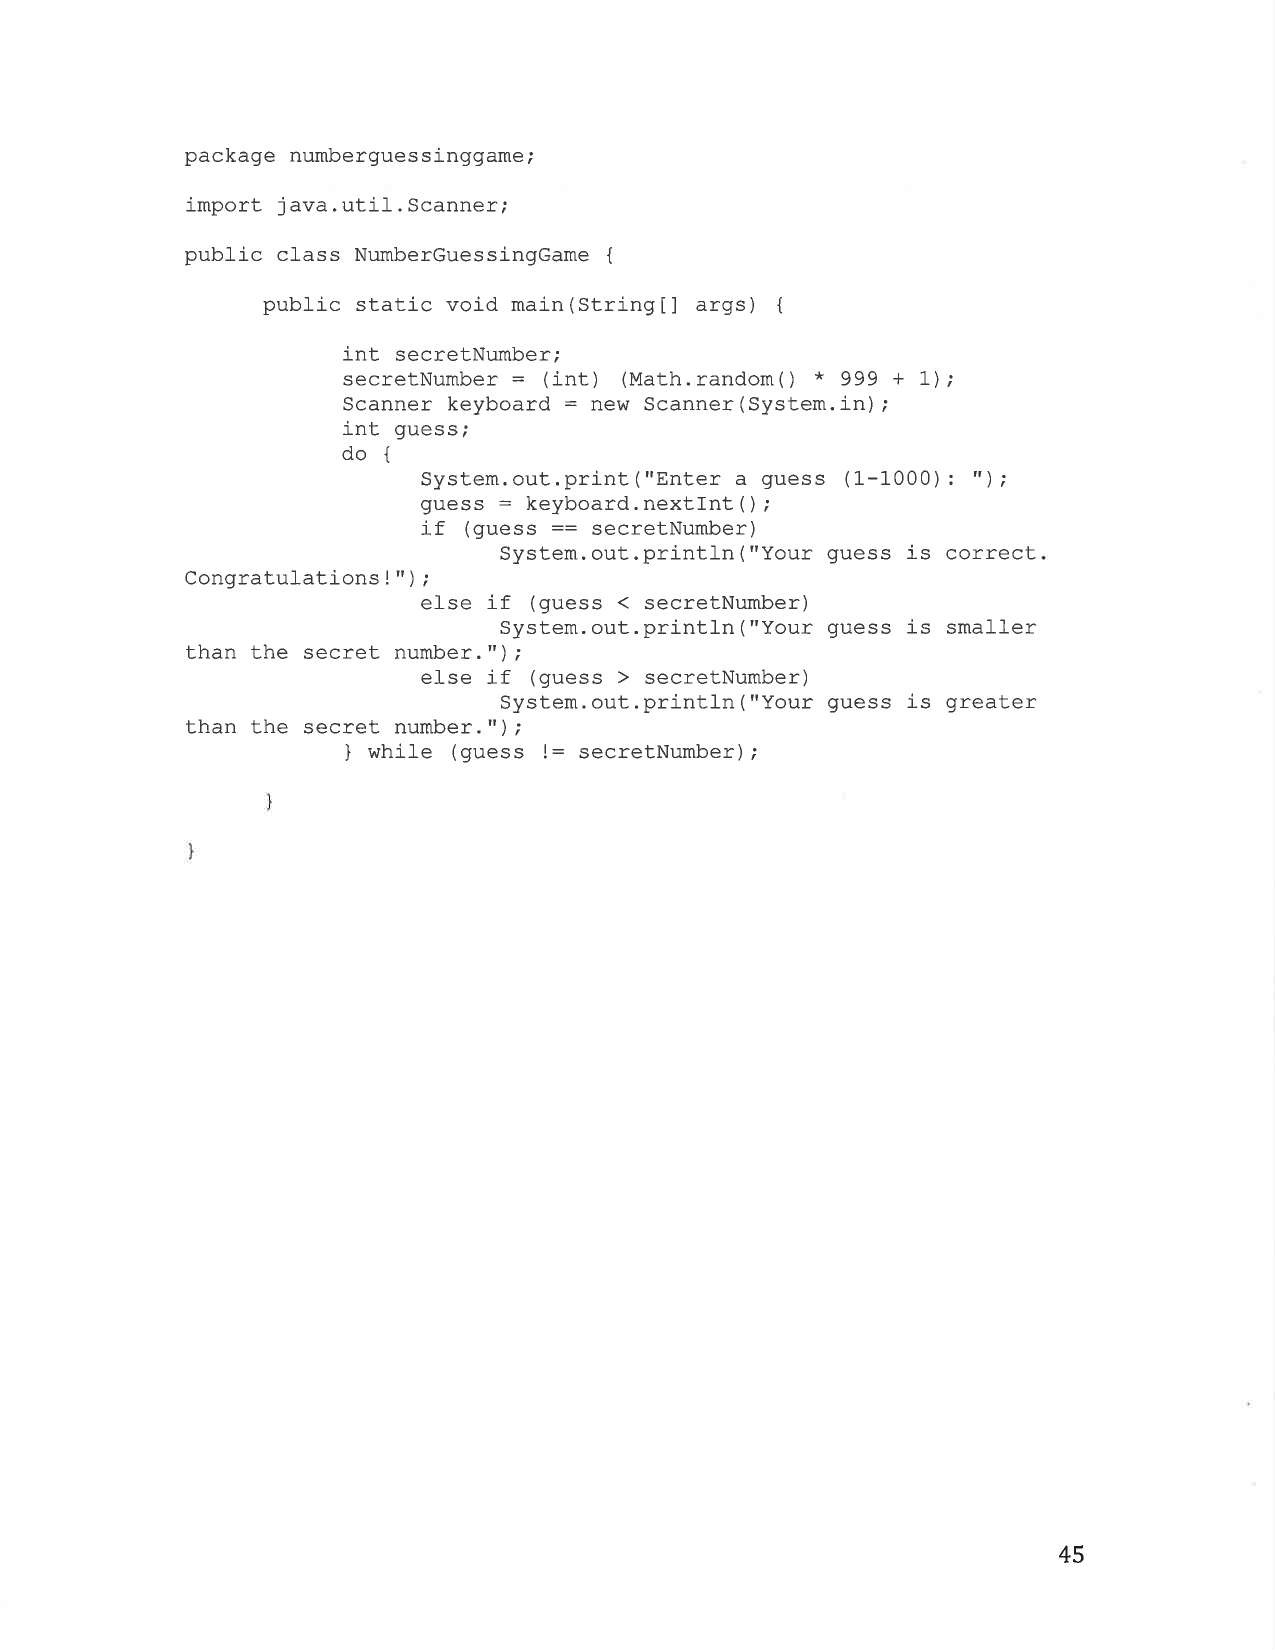 package numberguessinggame;
import java.util.Scanner;
public class NumberGuessingGame {
public static void main(String[] args) {
int secretNumber;
secretNumber = (int) (Math.random() * 999 + 1);
Scanner keyboard = new Scanner(System.in);
int guess;
do {
System.out.print("Enter a guess (1-1000): ");
guess = keyboard.nextInt();
if (guess == secretNumber)
System.out.println("Your guess is correct.
Congratulations!");
else if (guess < secretNumber)
System.out.println("Your guess is smaller
than the secret number.");
else if (guess > secretNumber)
System.out.println("Your guess is greater
than the secret number.");
} while (guess != secretNumber);
}
}
45